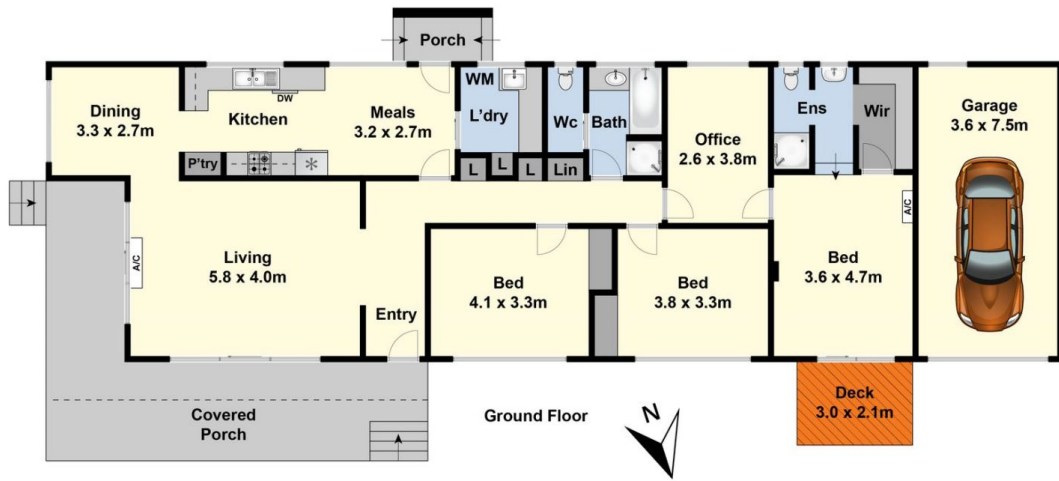 Porch
Dining
3.3 x 2.7m
DW
Kitchen
P'try
Meals
3.2 x 2.7m
WM
L'dry
L
L
L
Wc
Lin
Bath
Office
2.6 x 3.8m
Ens
Wir
Garage
3.6 x 7.5m
A/C
Living
5.8 x 4.0m
Entry
Bed
4.1 x 3.3m
Bed
3.8 x 3.3m
Bed
3.6 x 4.7m
A/C
Covered
Porch
Ground Floor
N
Deck
3.0 x 2.1m